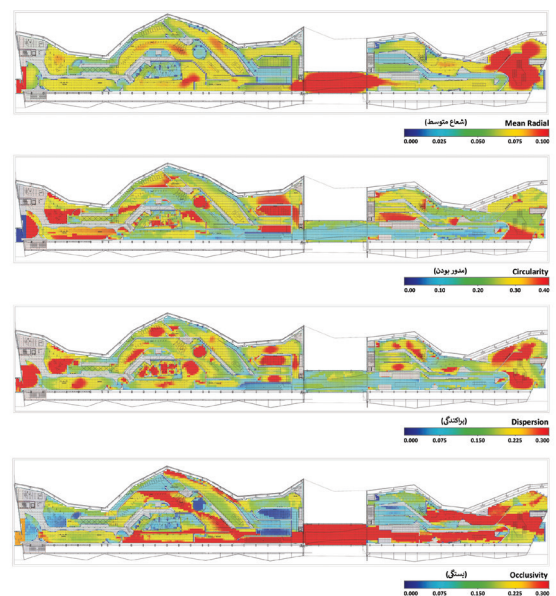 (شعاع متوسط) Mean Radial
0.000 0.025 0.050 0.075 0.100
(مدور بودن) Circularity
0.00 0.10 0.20 0.30 0.40
(پراکندگی) Dispersion
0.000 0.075 0.150 0.225 0.300
(بستگی) Occlusivity
0.000 0.075 0.150 0.225 0.300